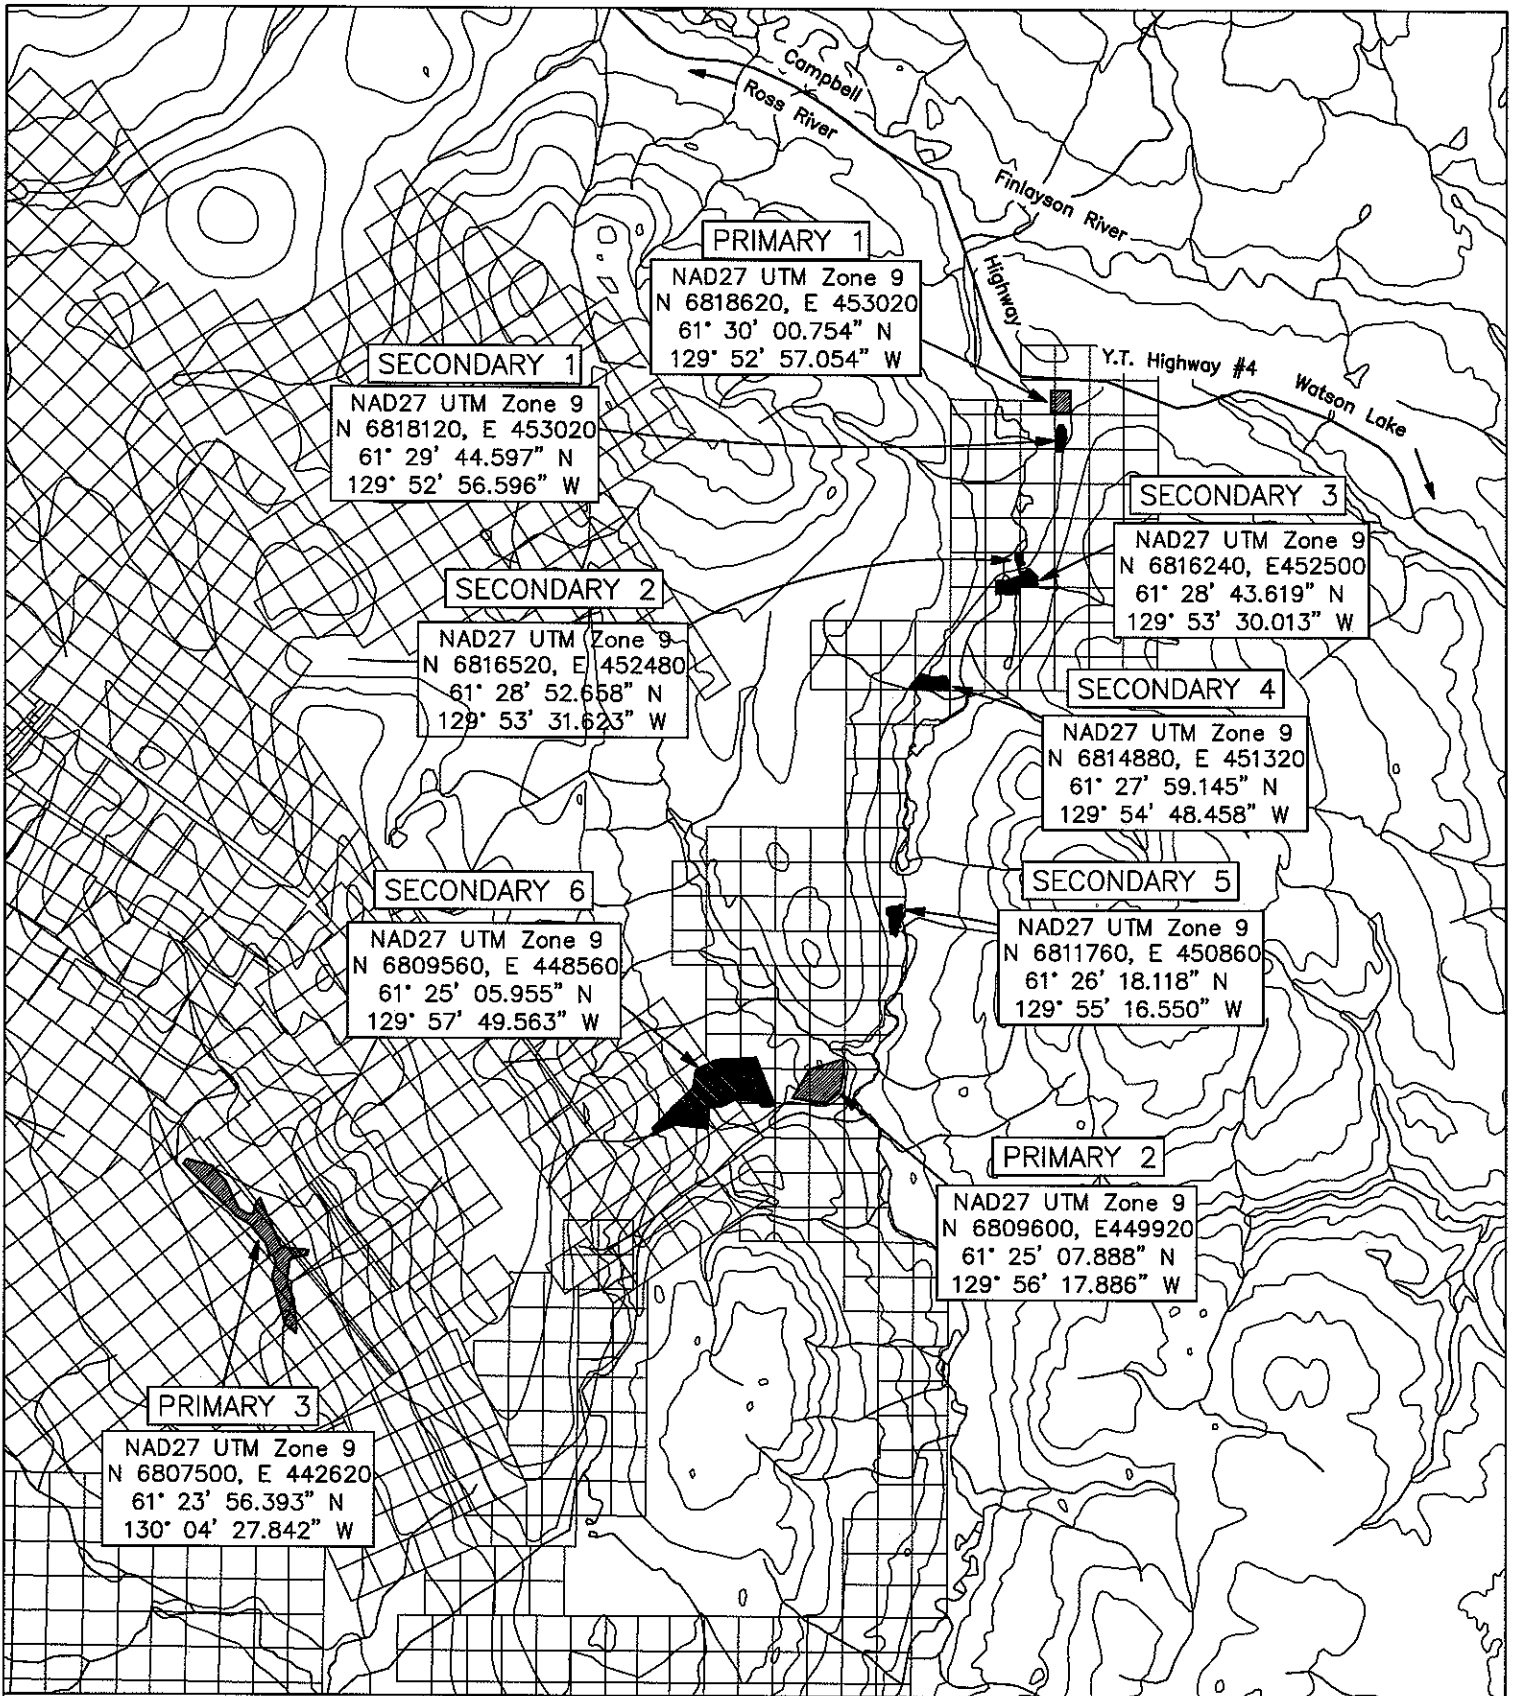 Campbell
Ross River
Finlayson River
Highway
Y.T. Highway #4
Watson Lake
PRIMARY 1
NAD27 UTM Zone 9
N 6818620, E 453020
61° 30' 00.754" N
129° 52' 57.054" W
SECONDARY 1
NAD27 UTM Zone 9
N 6818120, E 453020
61° 29' 44.597" N
129° 52' 56.596" W
SECONDARY 3
NAD27 UTM Zone 9
N 6816240, E452500
61° 28' 43.619" N
129° 53' 30.013" W
SECONDARY 2
NAD27 UTM Zone 9
N 6816520, E 452480
61° 28' 52.658" N
129° 53' 31.623" W
SECONDARY 4
NAD27 UTM Zone 9
N 6814880, E 451320
61° 27' 59.145" N
129° 54' 48.458" W
SECONDARY 5
NAD27 UTM Zone 9
N 6811760, E 450860
61° 26' 18.118" N
129° 55' 16.550" W
SECONDARY 6
NAD27 UTM Zone 9
N 6809560, E 448560
61° 25' 05.955" N
129° 57' 49.563" W
PRIMARY 2
NAD27 UTM Zone 9
N 6809600, E449920
61° 25' 07.888" N
129° 56' 17.886" W
PRIMARY 3
NAD27 UTM Zone 9
N 6807500, E 442620
61° 23' 56.393" N
130° 04' 27.842" W